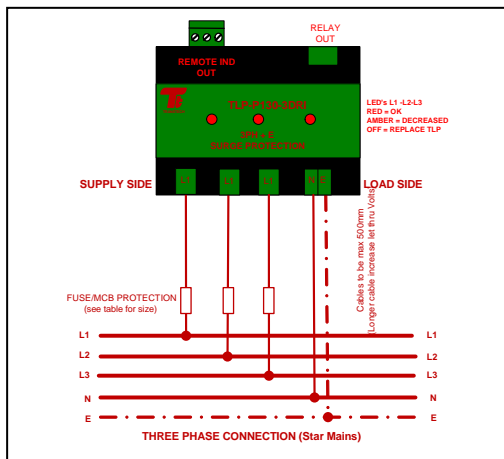 RELAY
OUT
REMOTE IND
OUT
TLP-P130-3DRI
LED's L1 -L2-L3
RED = OK
AMBER = DECREASED
OFF = REPLACE TLP
3PH + E
SURGE PROTECTION
SUPPLY SIDE
L1
L1
L1
N
E
LOAD SIDE
Cables to be max 500mm
(Longer cable increase let thru Volts)
FUSE/MCB PROTECTION
(see table for size)
L1
L1
L2
L2
L3
L3
N
N
E
E
THREE PHASE CONNECTION (Star Mains)